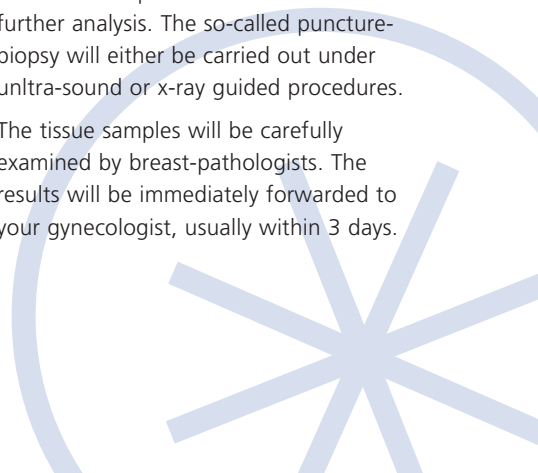 further analysis. The so-called puncture-
biopsy will either be carried out under
unltra-sound or x-ray guided procedures.
The tissue samples will be carefully
examined by breast-pathologists. The
results will be immediately forwarded to
your gynecologist, usually within 3 days.